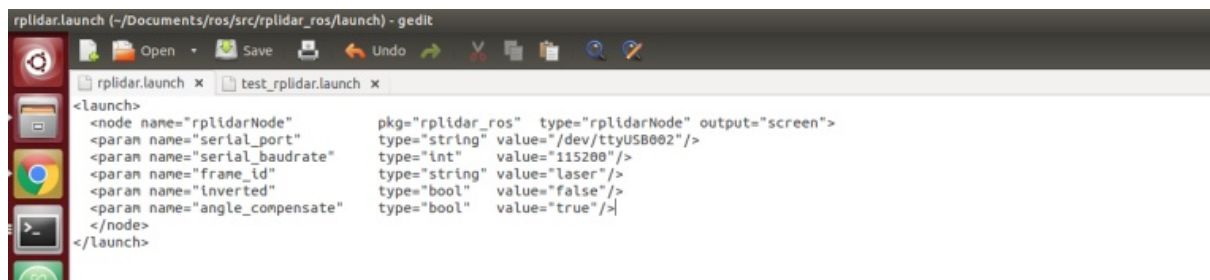 rplidar.launch (~/Documents/ros/src/rplidar_ros/launch) - gedit
Open Save Undo
rplidar.launch × test_rplidar.launch ×
<launch>
<node name="rplidarNode" pkg="rplidar_ros" type="rplidarNode" output="screen">
<param name="serial_port" type="string" value="/dev/ttyUSB002"/>
<param name="serial_baudrate" type="int" value="115200"/>
<param name="frame_id" type="string" value="laser"/>
<param name="inverted" type="bool" value="false"/>
<param name="angle_compensate" type="bool" value="true"/>
</node>
</launch>